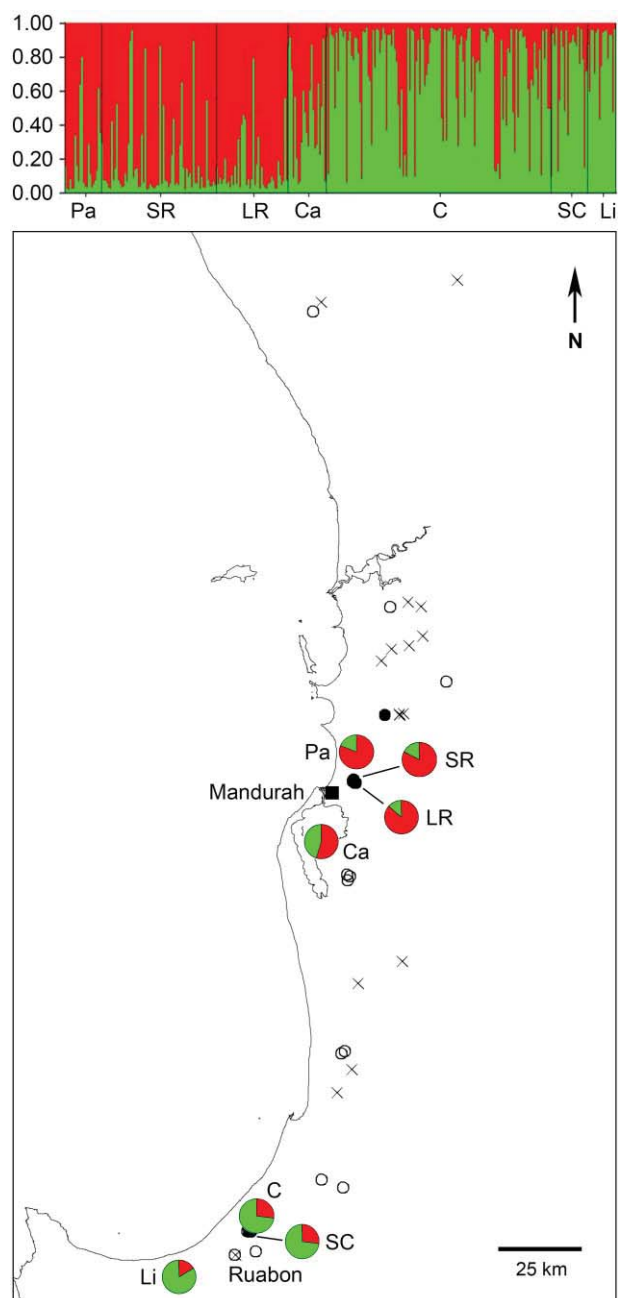 1.00
0.80
0.60
0.40
0.20
0.00
Pa SR LR Ca C SC Li
N
Pa
SR
Mandurah
LR
Ca
C
SC
Li
Ruabon
25 km